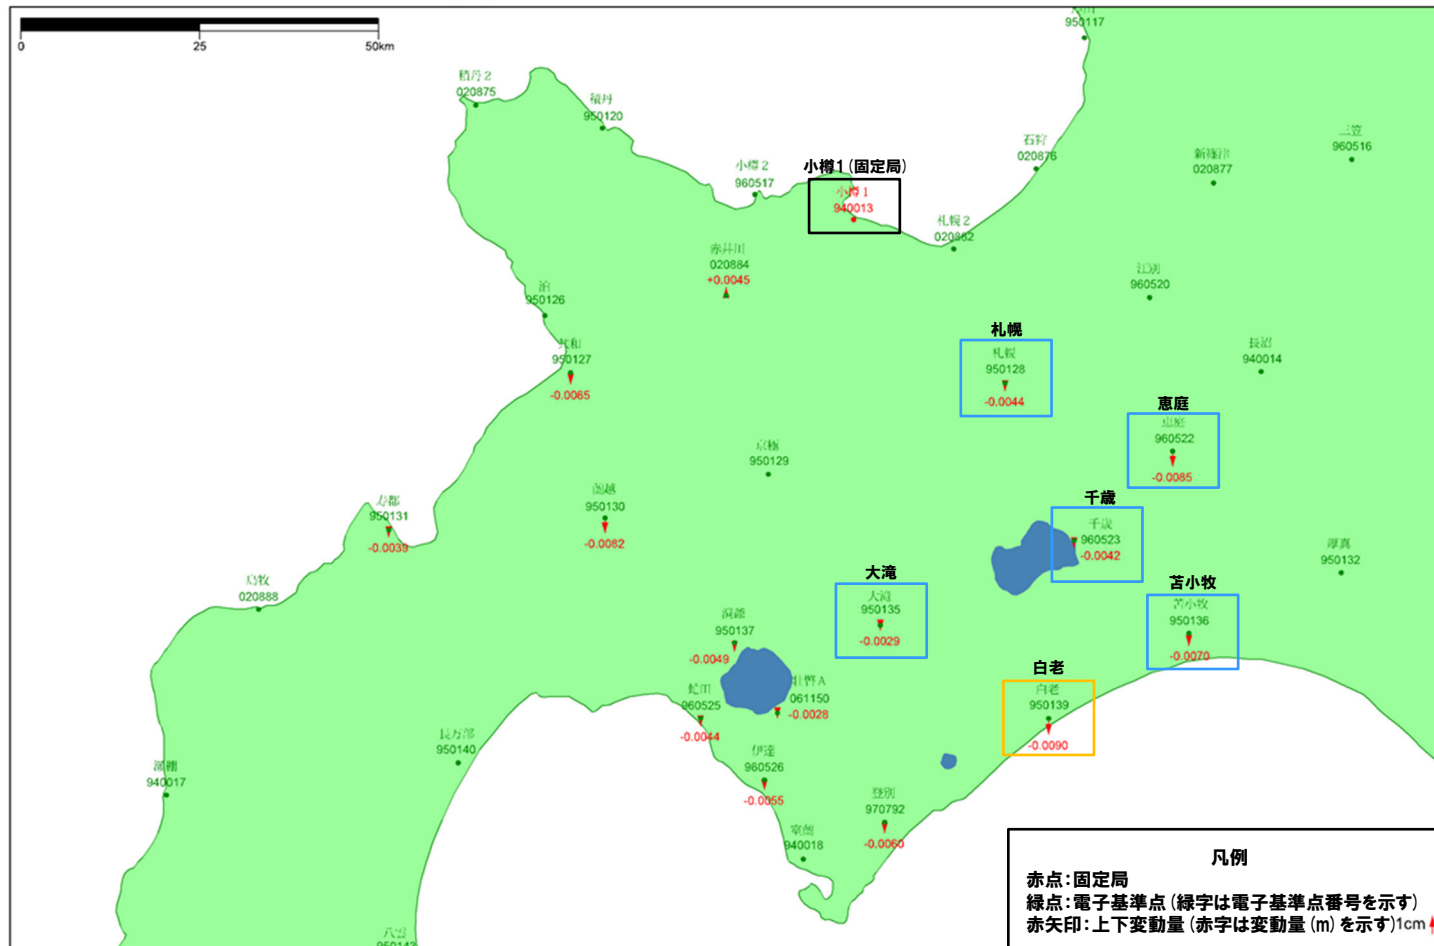 950117
0
25
50km
積丹2
020875
積丹
950120
小樽2
960517
小樽1(固定局)
小樽1
940013
石狩
020876
新篠津
020877
三笠
960516
札幌2
020862
赤井川
020884
+0.0045
江別
960520
泊
950126
共和
950127
-0.0065
札幌
札幌
950128
-0.0044
長沼
940014
恵庭
恵庭
960522
-0.0085
京極
950129
蘭越
950130
-0.0082
寿都
950131
-0.0039
千歳
千歳
960523
-0.0042
厚真
950132
島牧
020888
大滝
大滝
950135
-0.0029
苫小牧
苫小牧
950136
-0.0070
洞爺
950137
-0.0049
壮瞥A
061150
-0.0028
虻田
960525
-0.0044
白老
白老
950139
-0.0090
長万部
950140
瀬棚
940017
伊達
960526
-0.0055
登別
970792
-0.0060
室蘭
940018
八雲
950143
凡例
赤点:固定局
緑点:電子基準点(緑字は電子基準点番号を示す)
赤矢印:上下変動量(赤字は変動量(m)を示す)1cm